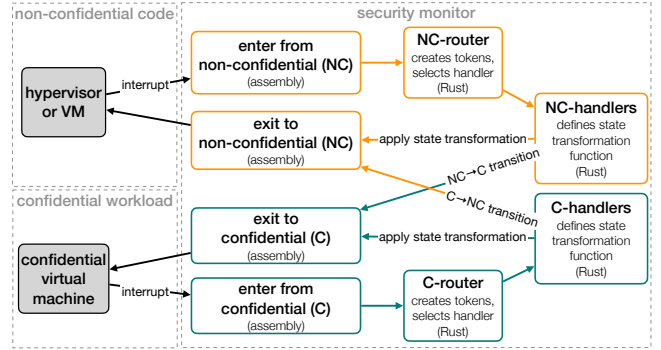 non-confidential code
security monitor
hypervisor
or VM
interrupt
enter from
non-confidential (NC)
(assembly)
NC-router
creates tokens,
selects handler
(Rust)
NC-handlers
defines state
transformation
function
(Rust)
exit to
non-confidential (NC)
(assembly)
apply state transformation
NC→C transition
C→NC transition
confidential workload
exit to
confidential (C)
(assembly)
apply state transformation
C-handlers
defines state
transformation
function
(Rust)
confidential
virtual
machine
interrupt
enter from
confidential (C)
(assembly)
C-router
creates tokens,
selects handler
(Rust)